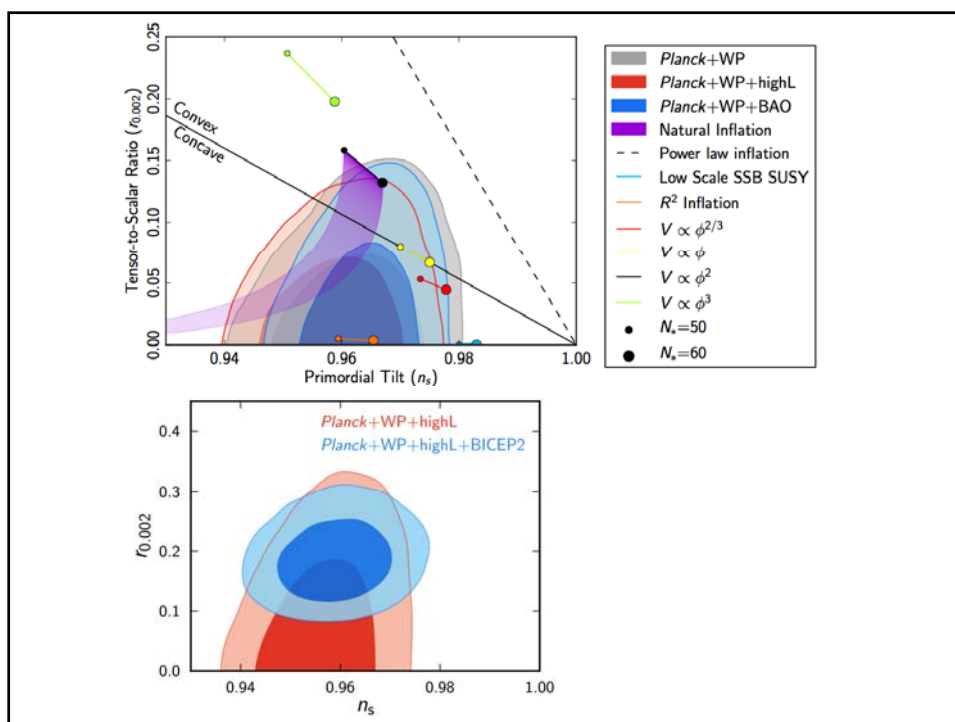 0.25
0.20
0.15
0.10
0.05
0.00
Tensor-to-Scalar Ratio (r0.002)
Convex
Concave
0.94
0.96
0.98
1.00
Primordial Tilt (ns)
Planck+WP
Planck+WP+highL
Planck+WP+BAO
Natural Inflation
Power law inflation
Low Scale SSB SUSY
R² Inflation
V ∝ ϕ^2/3
V ∝ ϕ
V ∝ ϕ²
V ∝ ϕ³
N*=50
N*=60
Planck+WP+highL
Planck+WP+highL+BICEP2
0.4
0.3
0.2
0.1
0.0
r0.002
0.94
0.96
0.98
1.00
ns